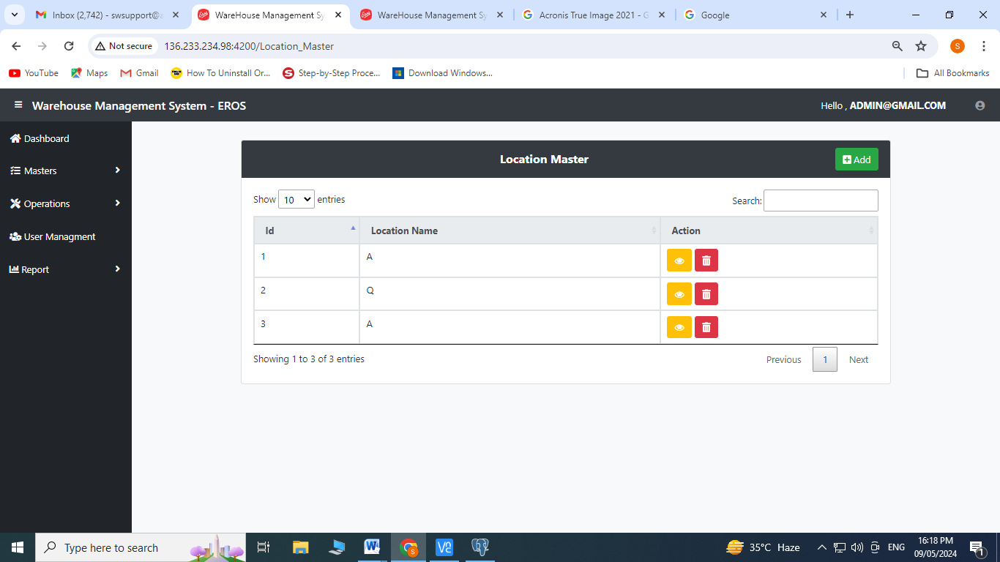 Inbox (2,742) - swsupport@a
WareHouse Management Sy
WareHouse Management Sy
Acronis True Image 2021 - G
Google
Not secure
136.233.234.98:4200/Location_Master
S
YouTube
Maps
Gmail
How To Uninstall Or...
Step-by-Step Proce...
Download Windows...
All Bookmarks
Warehouse Management System - EROS
Hello , ADMIN@GMAIL.COM
Dashboard
Masters
Operations
User Managment
Report
Location Master
Add
Show 10 entries
Search:
Id Location Name Action
1 A
2 Q
3 A
Showing 1 to 3 of 3 entries
Previous 1 Next
Type here to search
35°C Haze
ENG
16:18 PM
09/05/2024
1